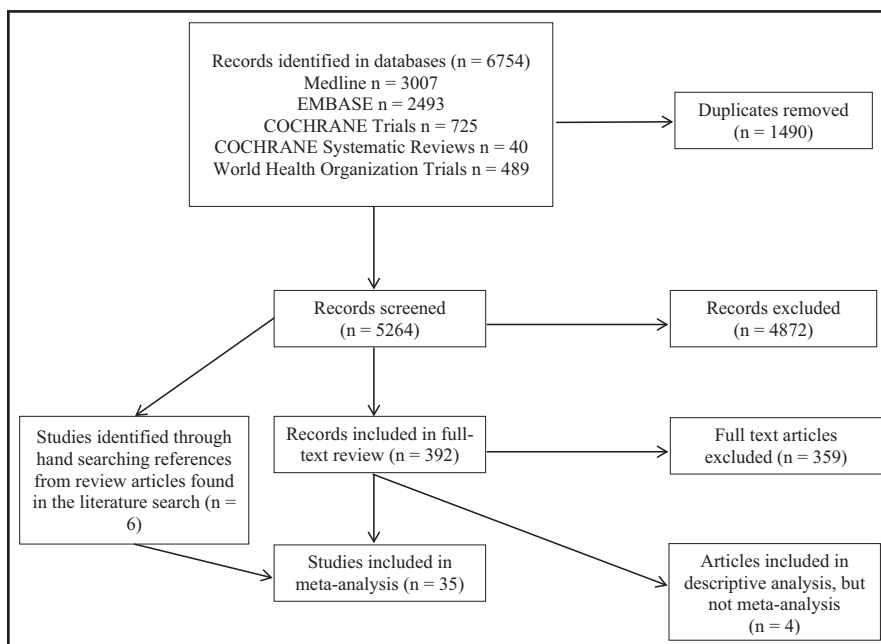 Records identified in databases (n = 6754)
Medline n = 3007
EMBASE n = 2493
COCHRANE Trials n = 725
COCHRANE Systematic Reviews n = 40
World Health Organization Trials n = 489
Duplicates removed
(n = 1490)
Records screened
(n = 5264)
Records excluded
(n = 4872)
Studies identified through
hand searching references
from review articles found
in the literature search (n =
6)
Records included in full-
text review (n = 392)
Full text articles
excluded (n = 359)
Studies included in
meta-analysis (n = 35)
Articles included in
descriptive analysis, but
not meta-analysis
(n = 4)